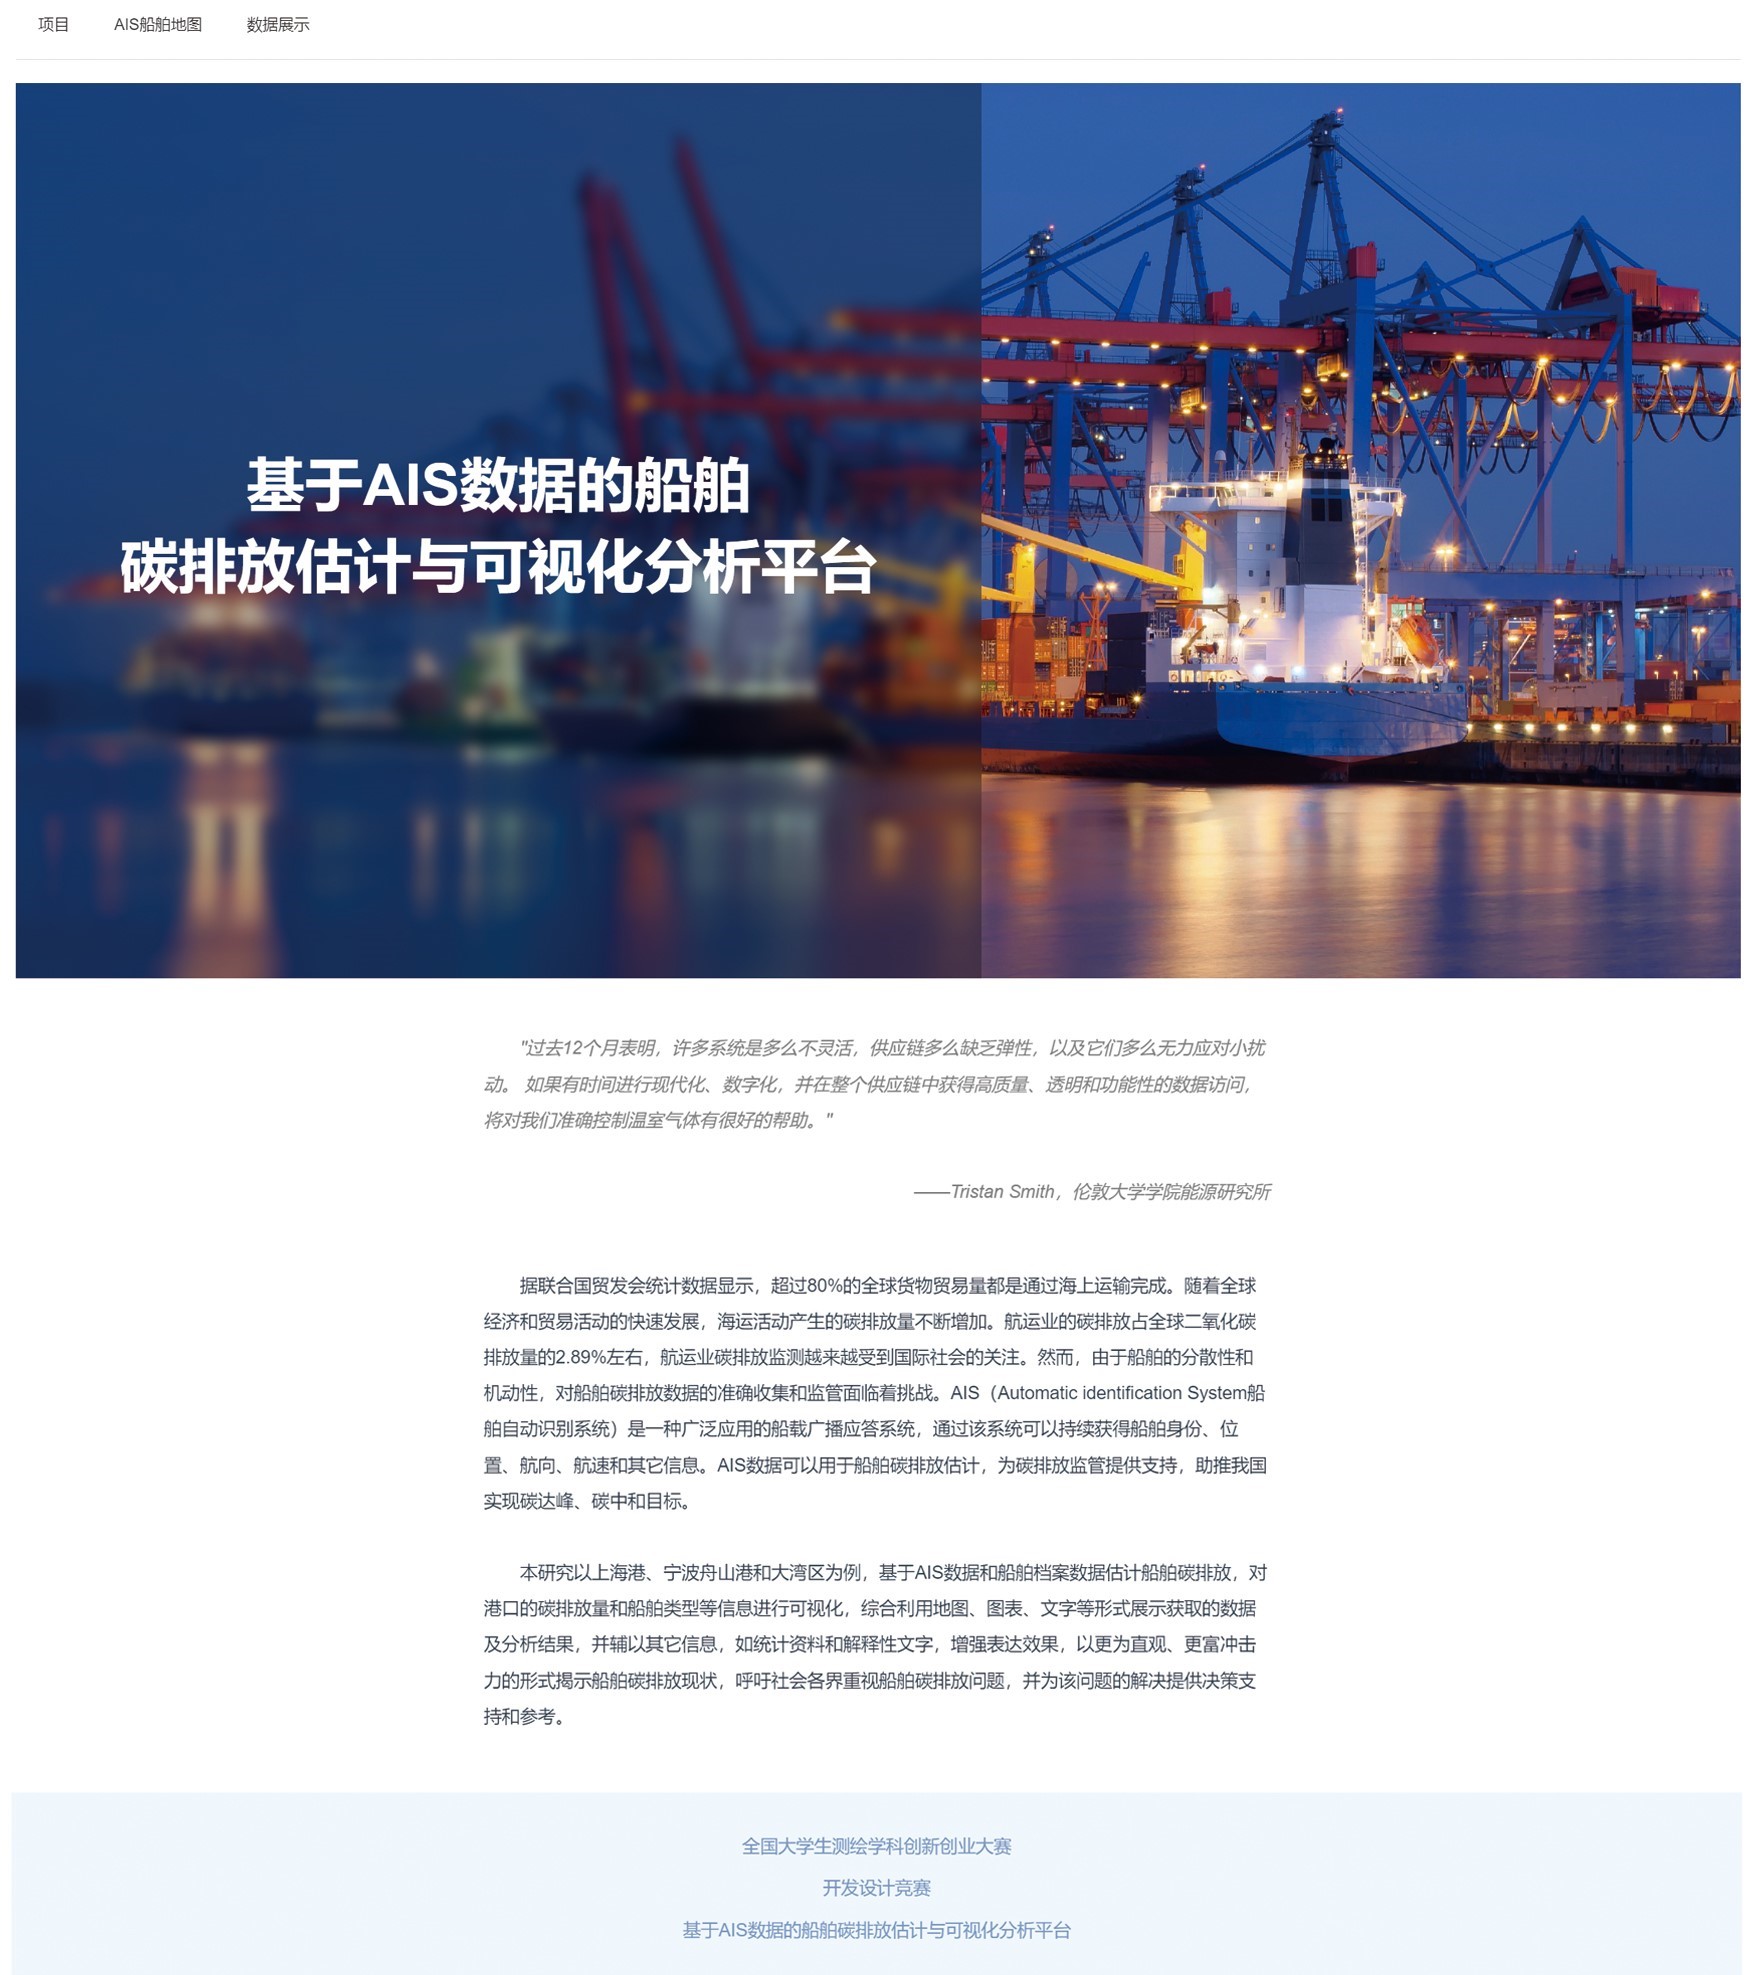 项目 AIS船舶地图 数据展示
基于AIS数据的船舶
碳排放估计与可视化分析平台
"过去12个月表明，许多系统是多么不灵活，供应链多么缺乏弹性，以及它们多么无力应对小扰
动。 如果有时间进行现代化、数字化，并在整个供应链中获得高质量、透明和功能性的数据访问，
将对我们准确控制温室气体有很好的帮助。"
——Tristan Smith，伦敦大学学院能源研究所
据联合国贸发会统计数据显示，超过80%的全球货物贸易量都是通过海上运输完成。随着全球
经济和贸易活动的快速发展，海运活动产生的碳排放量不断增加。航运业的碳排放占全球二氧化碳
排放量的2.89%左右，航运业碳排放监测越来越受到国际社会的关注。然而，由于船舶的分散性和
机动性，对船舶碳排放数据的准确收集和监管面临着挑战。AIS（Automatic identification System船
舶自动识别系统）是一种广泛应用的船载广播应答系统，通过该系统可以持续获得船舶身份、位
置、航向、航速和其它信息。AIS数据可以用于船舶碳排放估计，为碳排放监管提供支持，助推我国
实现碳达峰、碳中和目标。
本研究以上海港、宁波舟山港和大湾区为例，基于AIS数据和船舶档案数据估计船舶碳排放，对
港口的碳排放量和船舶类型等信息进行可视化，综合利用地图、图表、文字等形式展示获取的数据
及分析结果，并辅以其它信息，如统计资料和解释性文字，增强表达效果，以更为直观、更富冲击
力的形式揭示船舶碳排放现状，呼吁社会各界重视船舶碳排放问题，并为该问题的解决提供决策支
持和参考。
全国大学生测绘学科创新创业大赛
开发设计竞赛
基于AIS数据的船舶碳排放估计与可视化分析平台